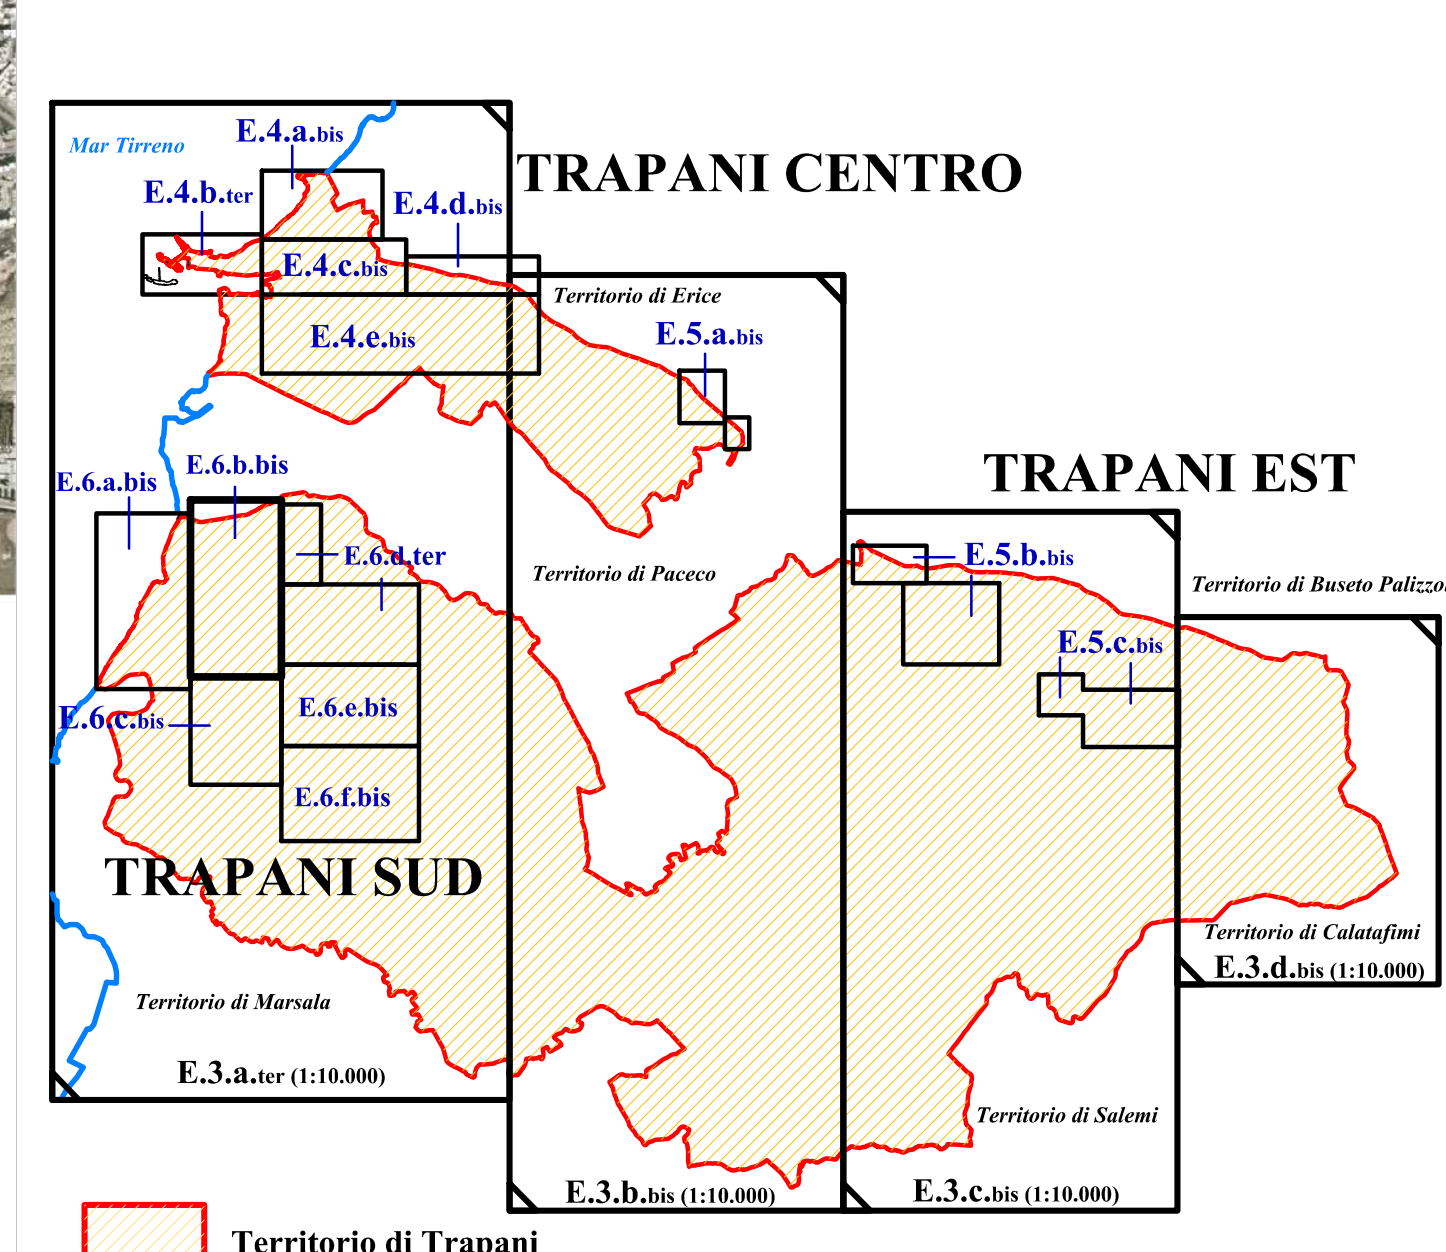 Mar Tirreno
E.4.a.bis
TRAPANI CENTRO
E.4.b.ter
E.4.d.bis
E.4.c.bis
Territorio di Erice
E.4.e.bis
E.5.a.bis
E.6.b.bis
E.6.a.bis
TRAPANI EST
E.6.d.ter
E.5.b.bis
Territorio di Paceco
Territorio di Buseto Palizzo
E.5.c.bis
E.6.c.bis
E.6.e.bis
E.6.f.bis
TRAPANI SUD
Territorio di Calatafimi
E.3.d.bis (1:10.000)
Territorio di Marsala
E.3.a.ter (1:10.000)
Territorio di Salemi
E.3.b.bis (1:10.000)
E.3.c.bis (1:10.000)
Territorio di Trapani